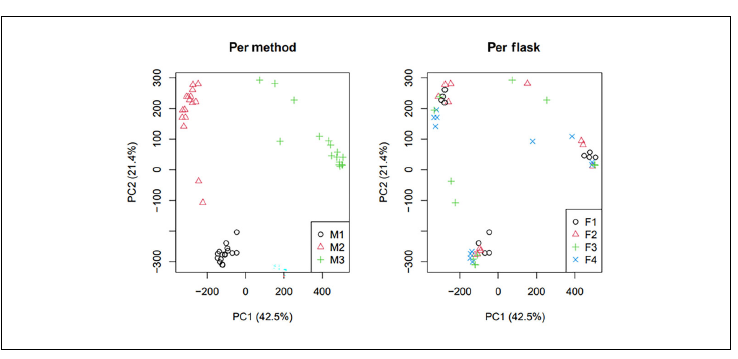 Per method
Per flask
300
200
100
0
−100
−300
PC2 (21.4%)
−200
0
200
400
PC1 (42.5%)
M1
M2
M3
300
200
100
0
−100
−300
PC2 (21.4%)
−200
0
200
400
PC1 (42.5%)
F1
F2
F3
F4